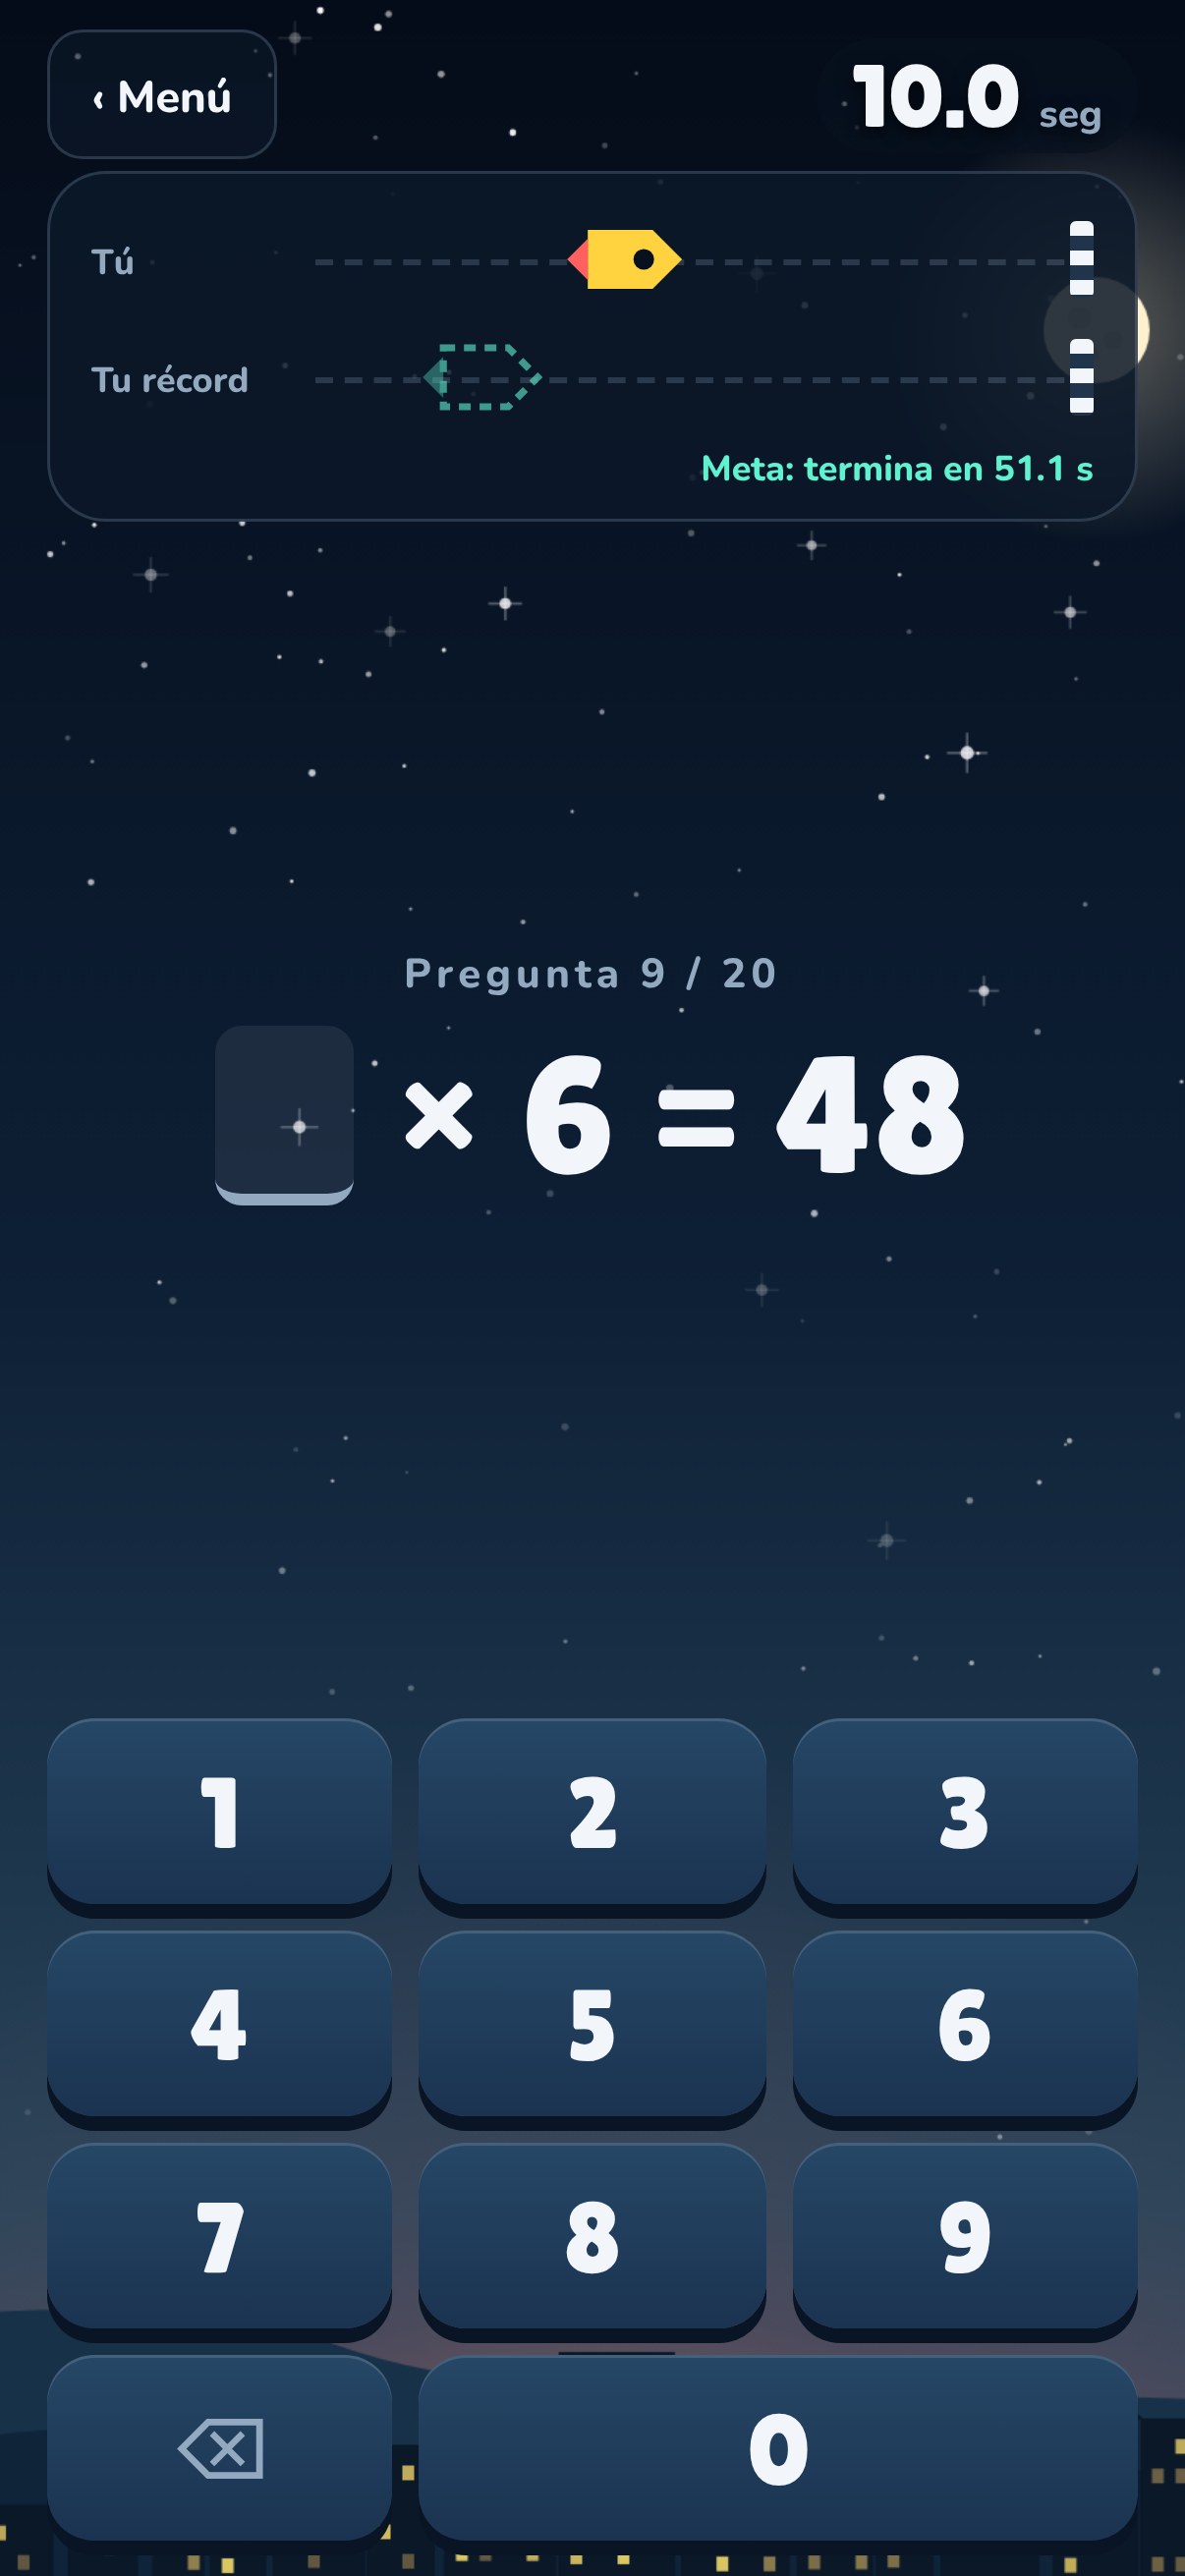 ‹ Menú
10.0 seg
Tú
Tu récord
Meta: termina en 51.1 s
Pregunta 9 / 20
× 6 = 48
1 2 3
4 5 6
7 8 9
0